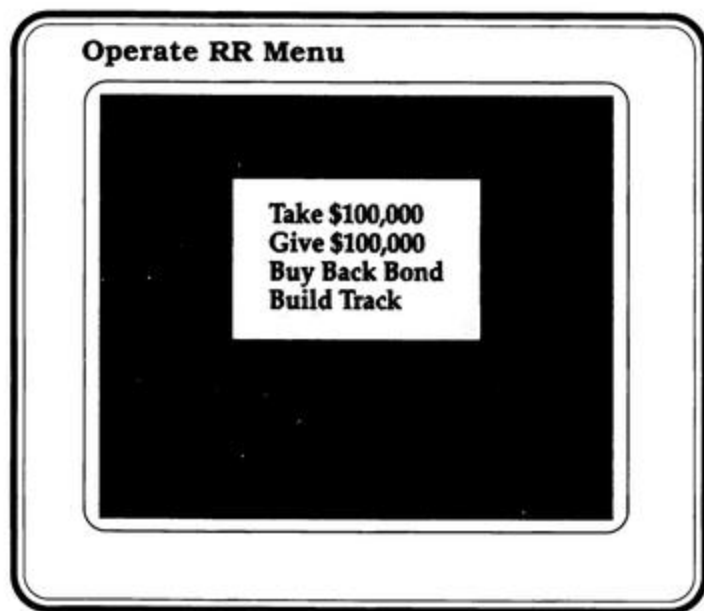 Operate RR Menu
Take $100,000
Give $100,000
Buy Back Bond
Build Track